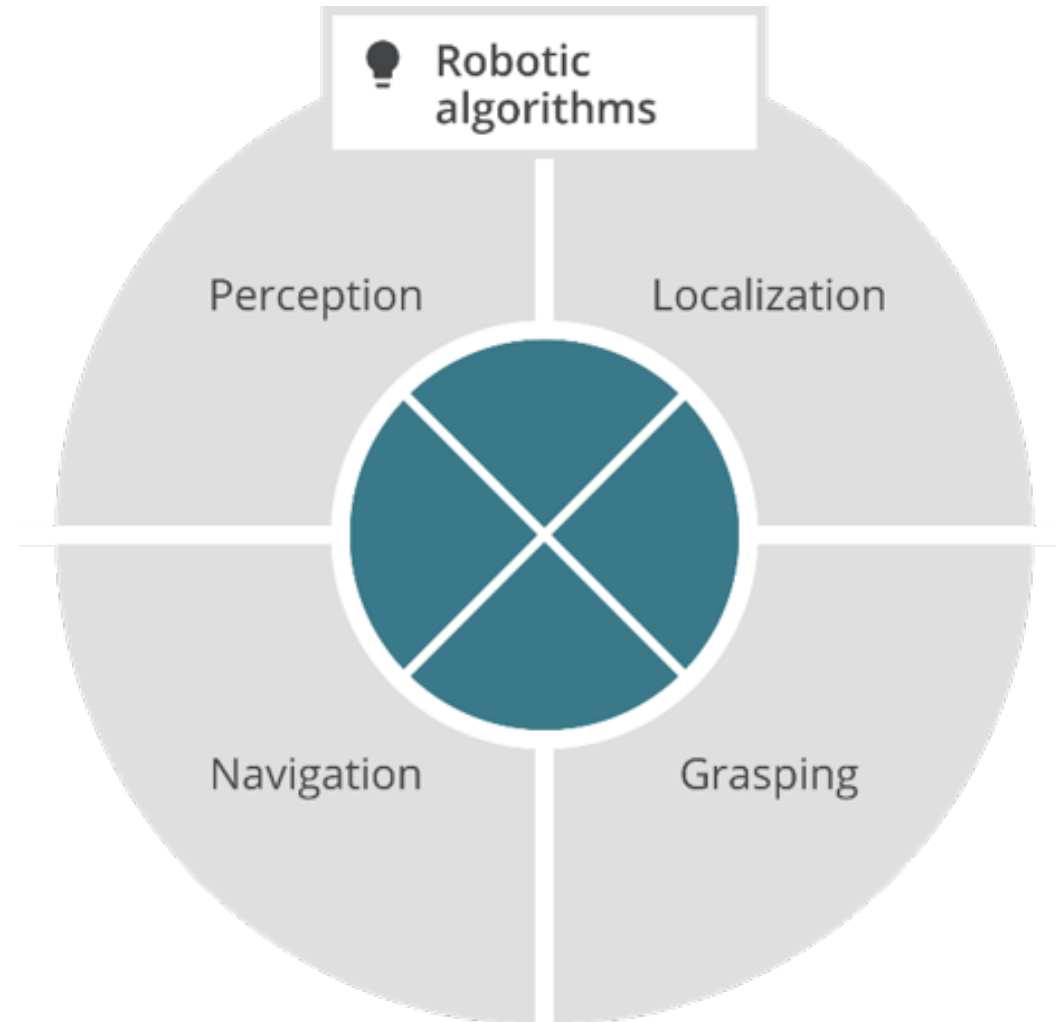 Robotic
algorithms
Perception
Localization
Navigation
Grasping